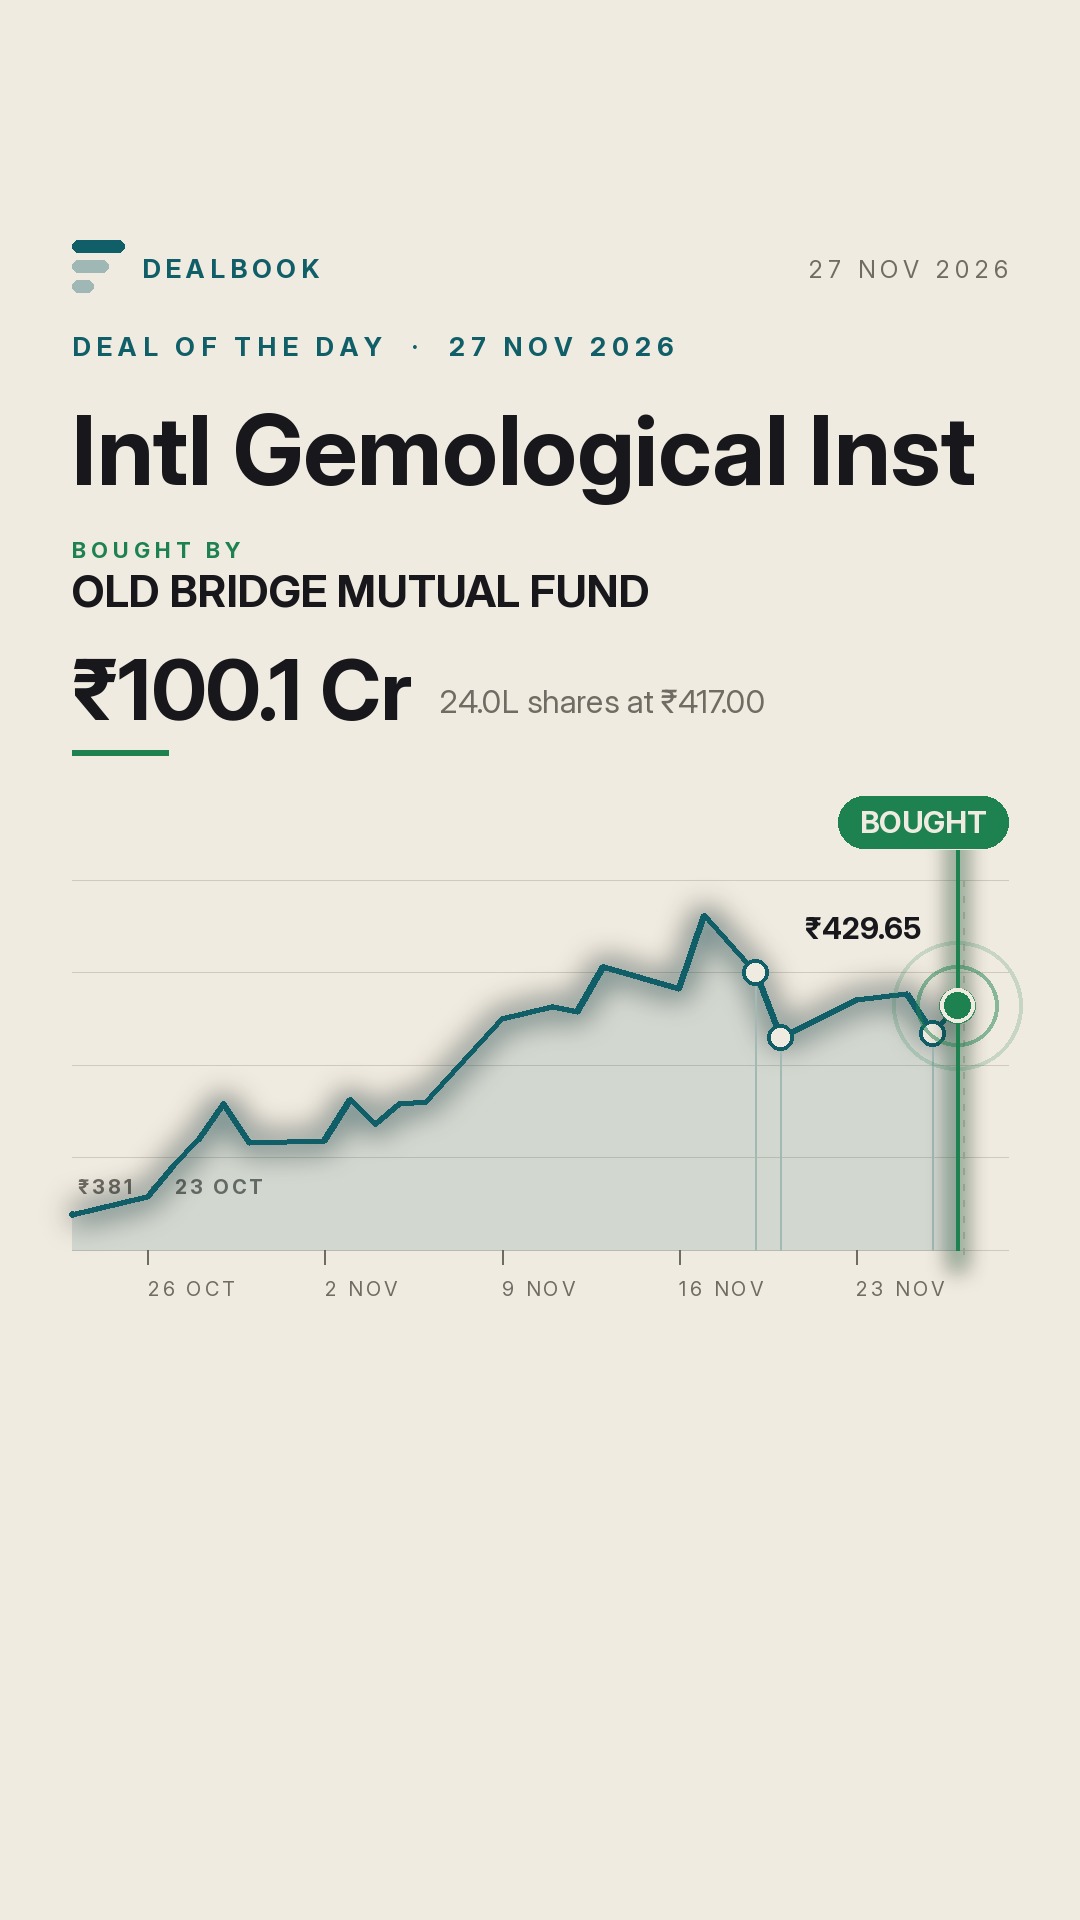 DEALBOOK
27 NOV 2026
DEAL OF THE DAY · 27 NOV 2026
Intl Gemological Inst
BOUGHT BY
OLD BRIDGE MUTUAL FUND
₹100.1 Cr 24.0L shares at ₹417.00
BOUGHT
₹429.65
₹381 23 OCT
26 OCT 2 NOV 9 NOV 16 NOV 23 NOV